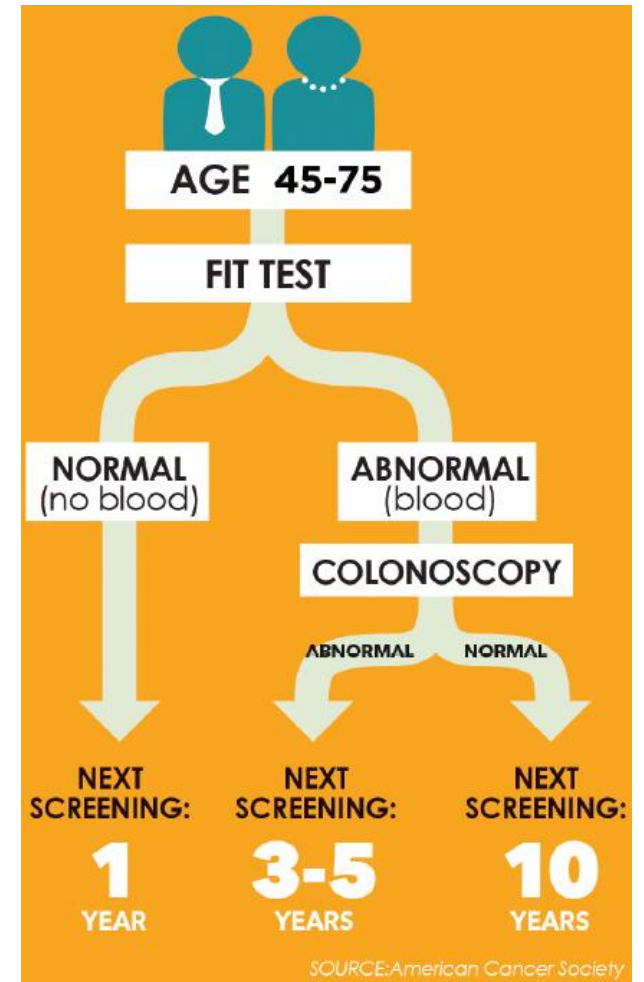 AGE 45-75
FIT TEST
NORMAL
(no blood)
ABNORMAL
(blood)
COLONOSCOPY
ABNORMAL
NORMAL
NEXT
SCREENING:
1
YEAR
NEXT
SCREENING:
3-5
YEARS
NEXT
SCREENING:
10
YEARS
SOURCE:American Cancer Society